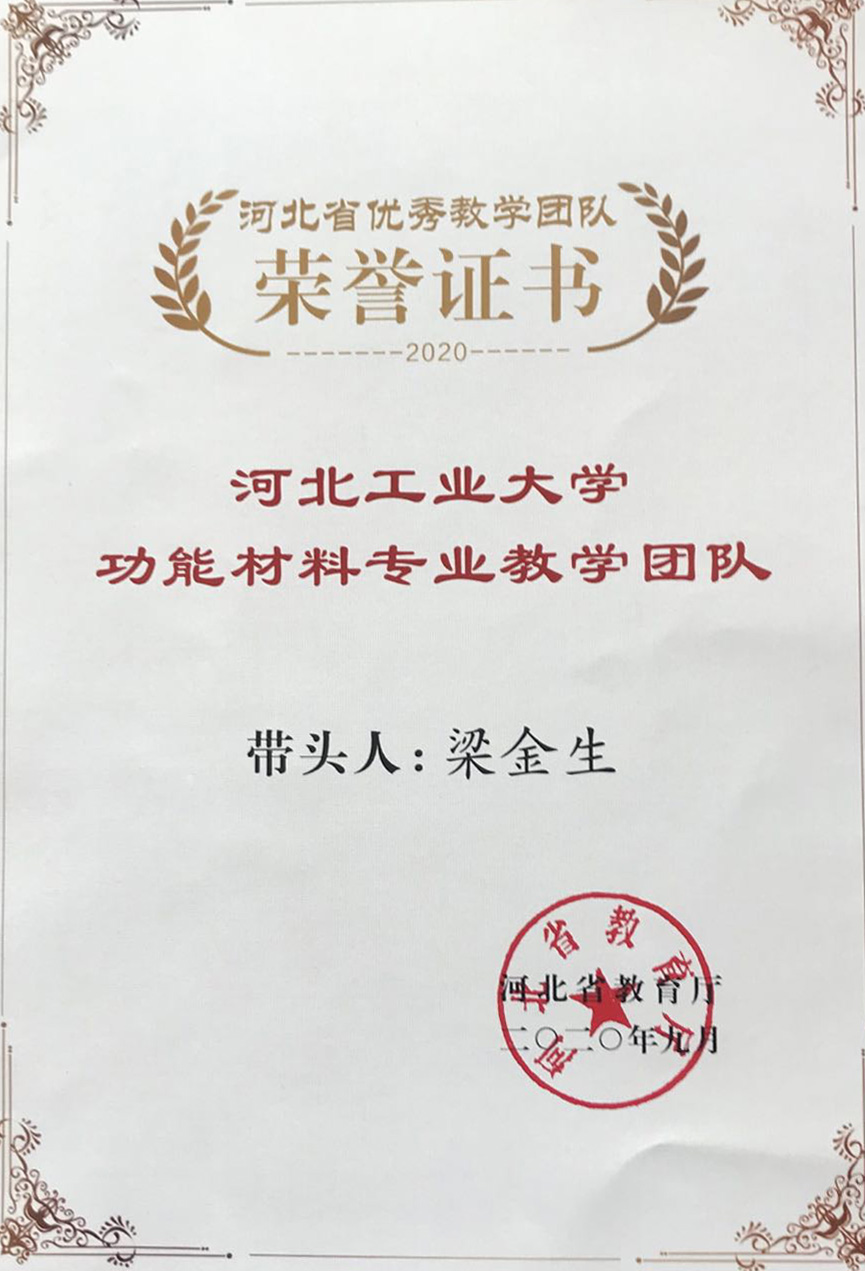 河北省优秀教学团队
荣誉证书
2020
河北工业大学
功能材料专业教学团队
带头人：梁金生
河北省教育厅
二〇二〇年九月
河北省教育厅